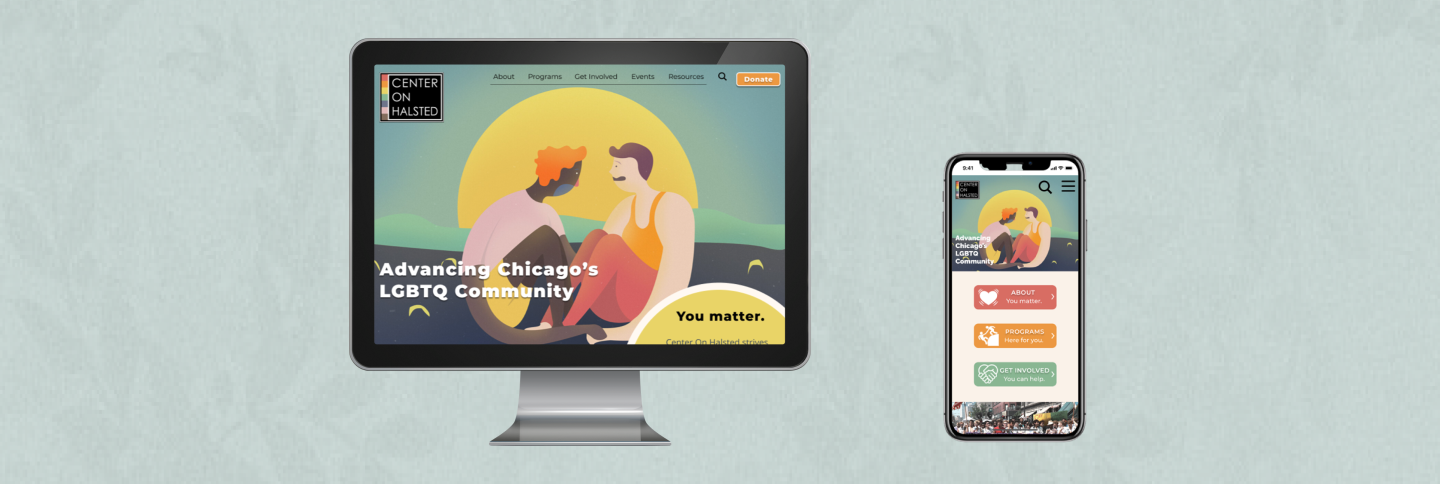 CENTER
ON
HALSTED
About Programs Get Involved Events Resources Donate
Advancing Chicago's
LGBTQ Community
You matter.
Center On Halsted strives
9:41
CENTER
ON
HALSTED
Advancing
Chicago's
LGBTQ
Community
ABOUT
You matter.
PROGRAMS
Here for you.
GET INVOLVED
You can help.